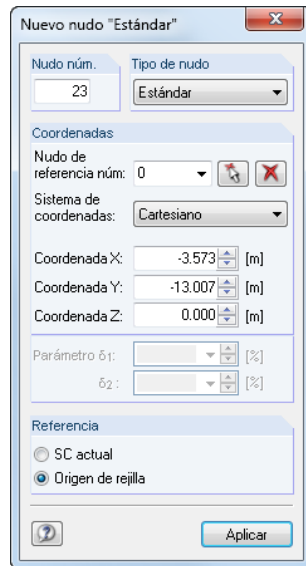 Nuevo nudo "Estándar"
Nudo núm.
Tipo de nudo
23
Estándar
Coordenadas
Nudo de
referencia núm:
0
Sistema de
coordenadas:
Cartesiano
Coordenada X:
-3.573
[m]
Coordenada Y:
-13.007
[m]
Coordenada Z:
0.000
[m]
Parámetro δ1:
[%]
δ2 :
[%]
Referencia
SC actual
Origen de rejilla
Aplicar